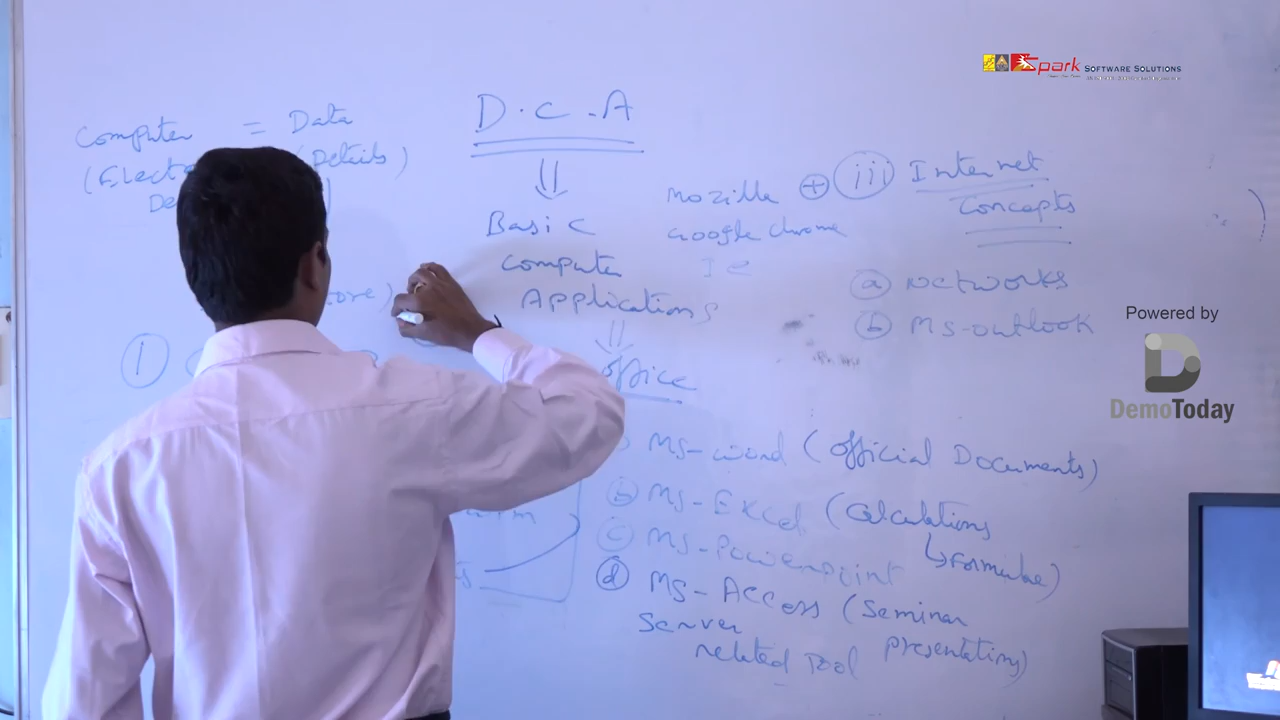 Spark SOFTWARE SOLUTIONS
D.C.A
Computer = Data
(Details)
Basic
Computer
Applications
Mozilla
Google chrome
IE
+ iii Internet
Concepts
a Networks
b MS-outlook
Powered by
DemoToday
1
office
MS-word (official Documents)
b MS-Excel (Calculations
↳Formulae)
c MS-Powerpoint
d MS-Access (Seminar
Server presentations)
related Tool